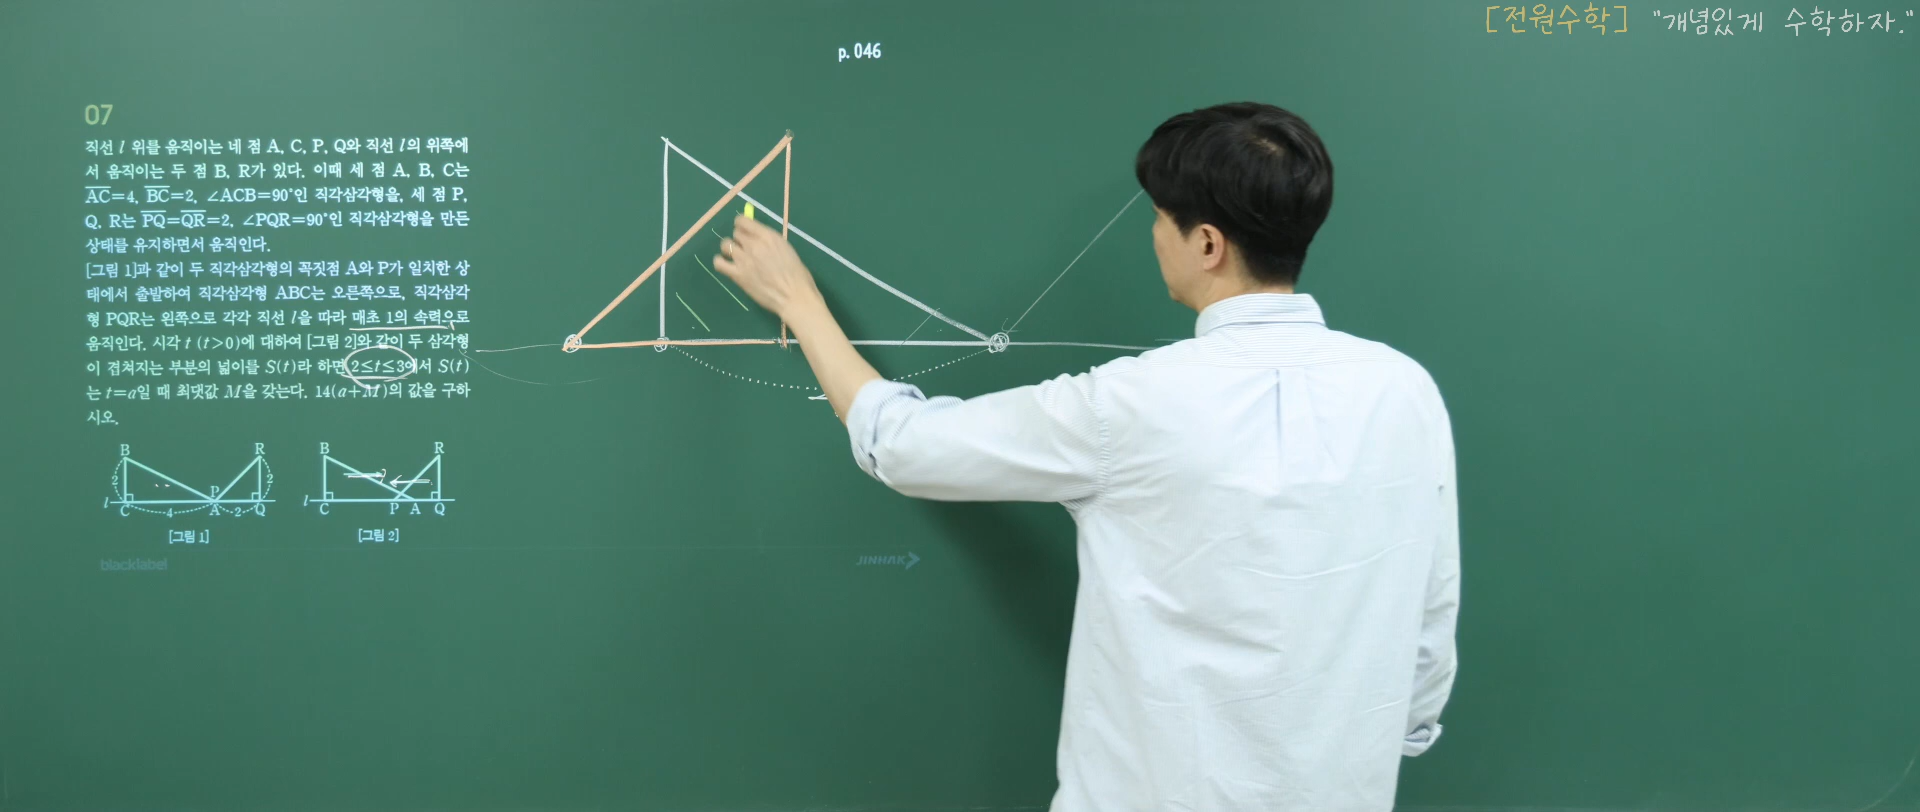 [전원수학] "개념있게 수학하자."
p. 046
07
직선 l 위를 움직이는 네 점 A, C, P, Q와 직선 l의 위쪽에
서 움직이는 두 점 B, R가 있다. 이때 세 점 A, B, C는
A̅C̅=4, B̅C̅=2, ∠ACB=90°인 직각삼각형을, 세 점 P,
Q, R는 P̅Q̅=Q̅R̅=2, ∠PQR=90°인 직각삼각형을 만든
상태를 유지하면서 움직인다.
[그림 1]과 같이 두 직각삼각형의 꼭짓점 A와 P가 일치한 상
태에서 출발하여 직각삼각형 ABC는 오른쪽으로, 직각삼각
형 PQR는 왼쪽으로 각각 직선 l을 따라 매초 1의 속력으로
움직인다. 시각 t (t>0)에 대하여 [그림 2]와 같이 두 삼각형
이 겹쳐지는 부분의 넓이를 S(t)라 하면 2≤t≤3에서 S(t)
는 t=a일 때 최댓값 M을 갖는다. 14(a+M)의 값을 구하
시오.
B R B R
2 P 2
l C 4 A 2 Q l C P A Q
[그림 1] [그림 2]
blacklabel
JINHAK